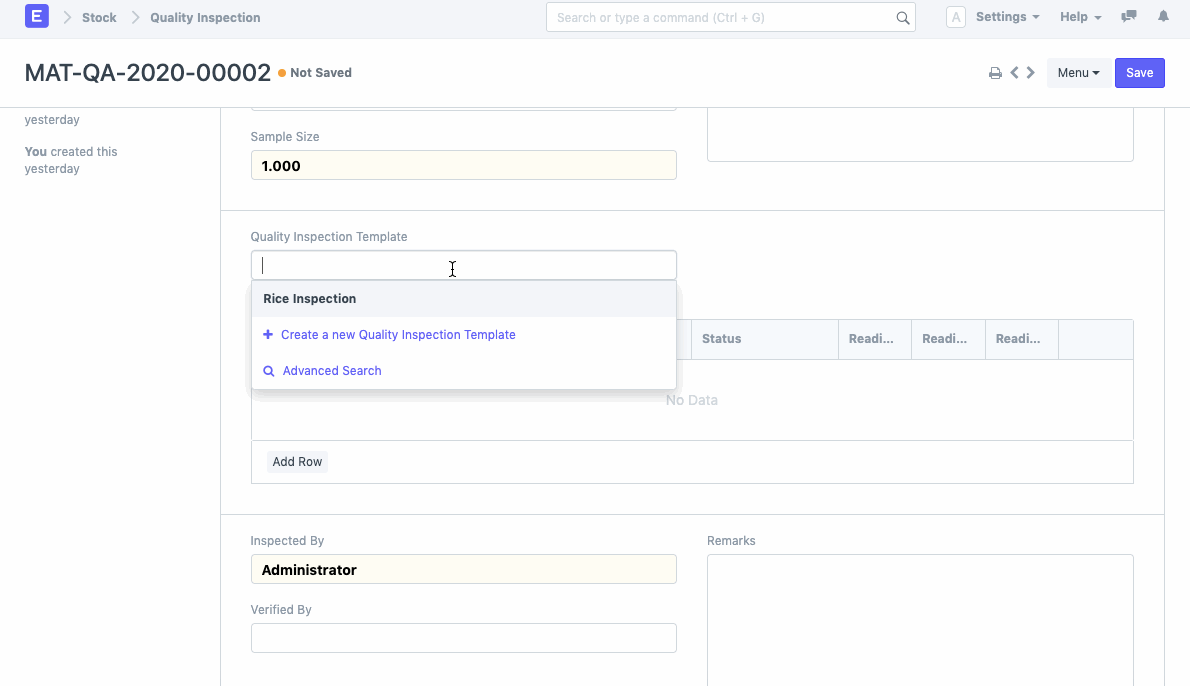 E Stock Quality Inspection Search or type a command (Ctrl + G) A Settings Help
MAT-QA-2020-00002 Not Saved Menu Save
yesterday
You created this
yesterday
Sample Size
1.000
Quality Inspection Template
Rice Inspection
Create a new Quality Inspection Template
Advanced Search
Status Readi... Readi... Readi...
No Data
Add Row
Inspected By Remarks
Administrator
Verified By